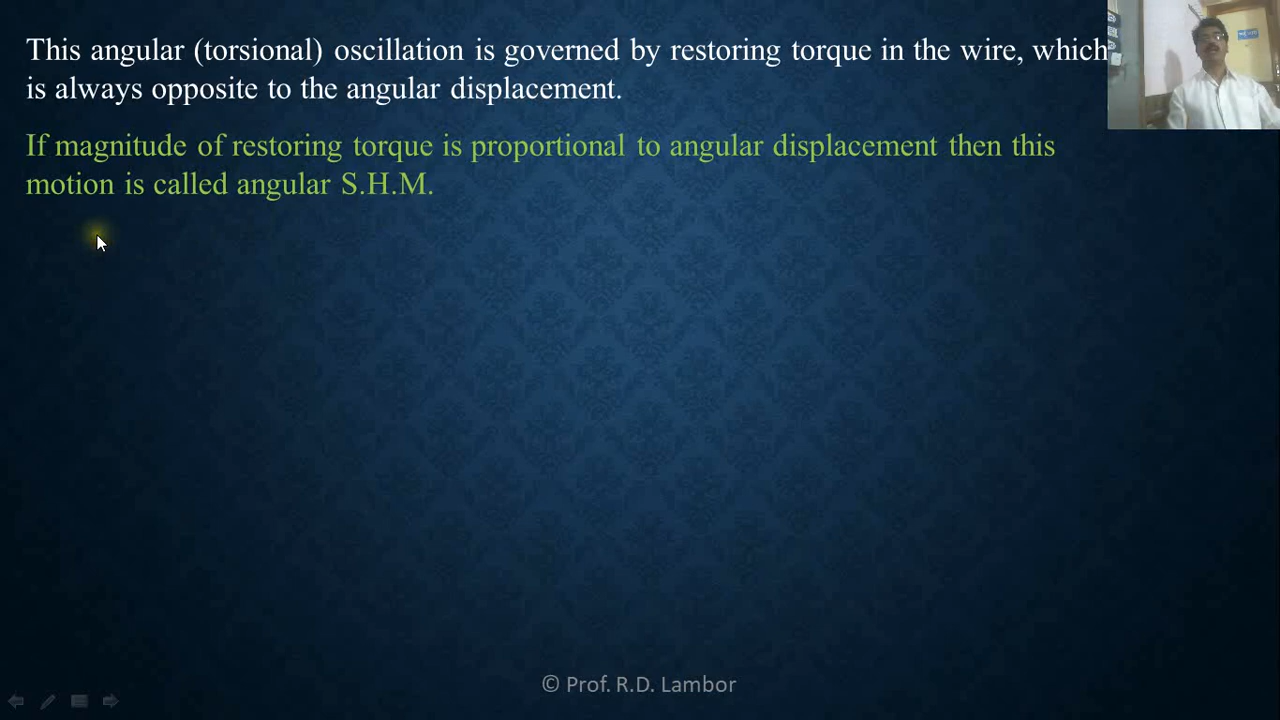 This angular (torsional) oscillation is governed by restoring torque in the wire, which
is always opposite to the angular displacement.
If magnitude of restoring torque is proportional to angular displacement then this
motion is called angular S.H.M.
© Prof. R.D. Lambor